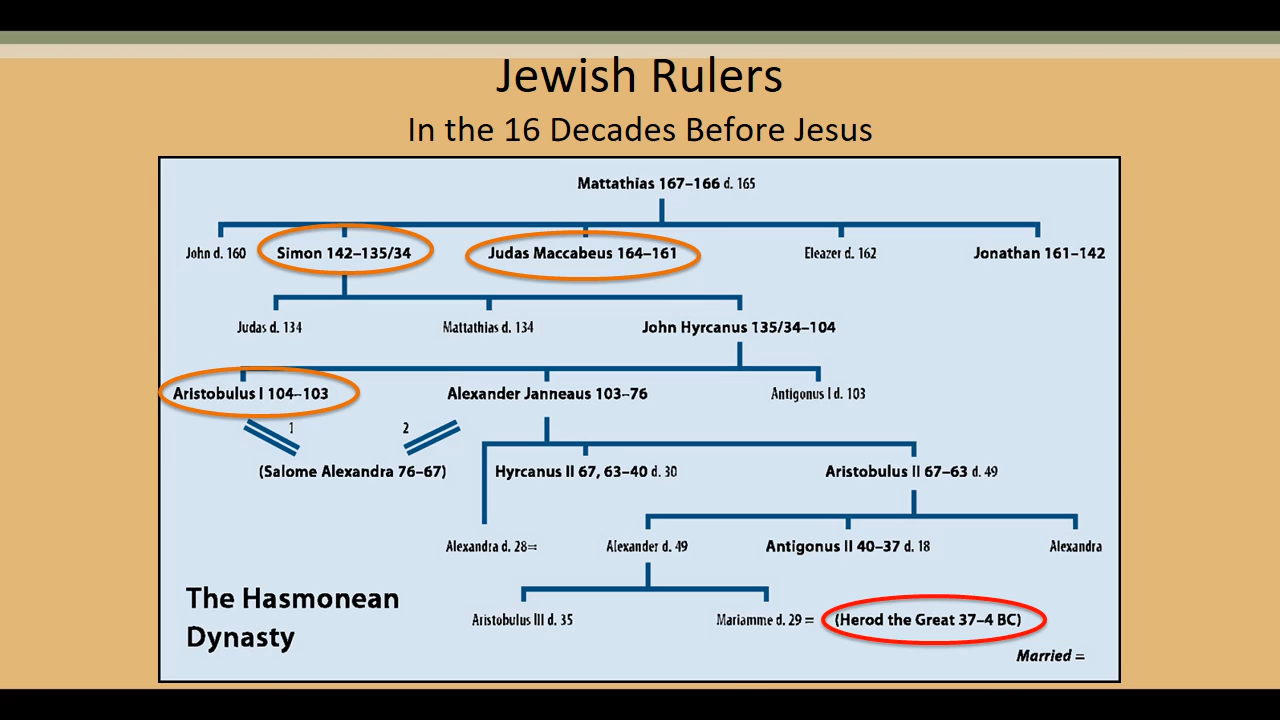 Jewish Rulers
In the 16 Decades Before Jesus
Mattathias 167–166 d. 165
John d. 160 Simon 142–135/34 Judas Maccabeus 164–161 Eleazer d. 162 Jonathan 161–142
Judas d. 134 Mattathias d. 134 John Hyrcanus 135/34–104
Aristobulus I 104–103 Alexander Janneaus 103–76 Antigonus I d. 103
1 2
(Salome Alexandra 76–67) Hyrcanus II 67, 63–40 d. 30 Aristobulus II 67–63 d. 49
Alexandra d. 28= Alexander d. 49 Antigonus II 40–37 d. 18 Alexandra
The Hasmonean
Dynasty
Aristobulus III d. 35 Mariamme d. 29 = (Herod the Great 37–4 BC)
Married =